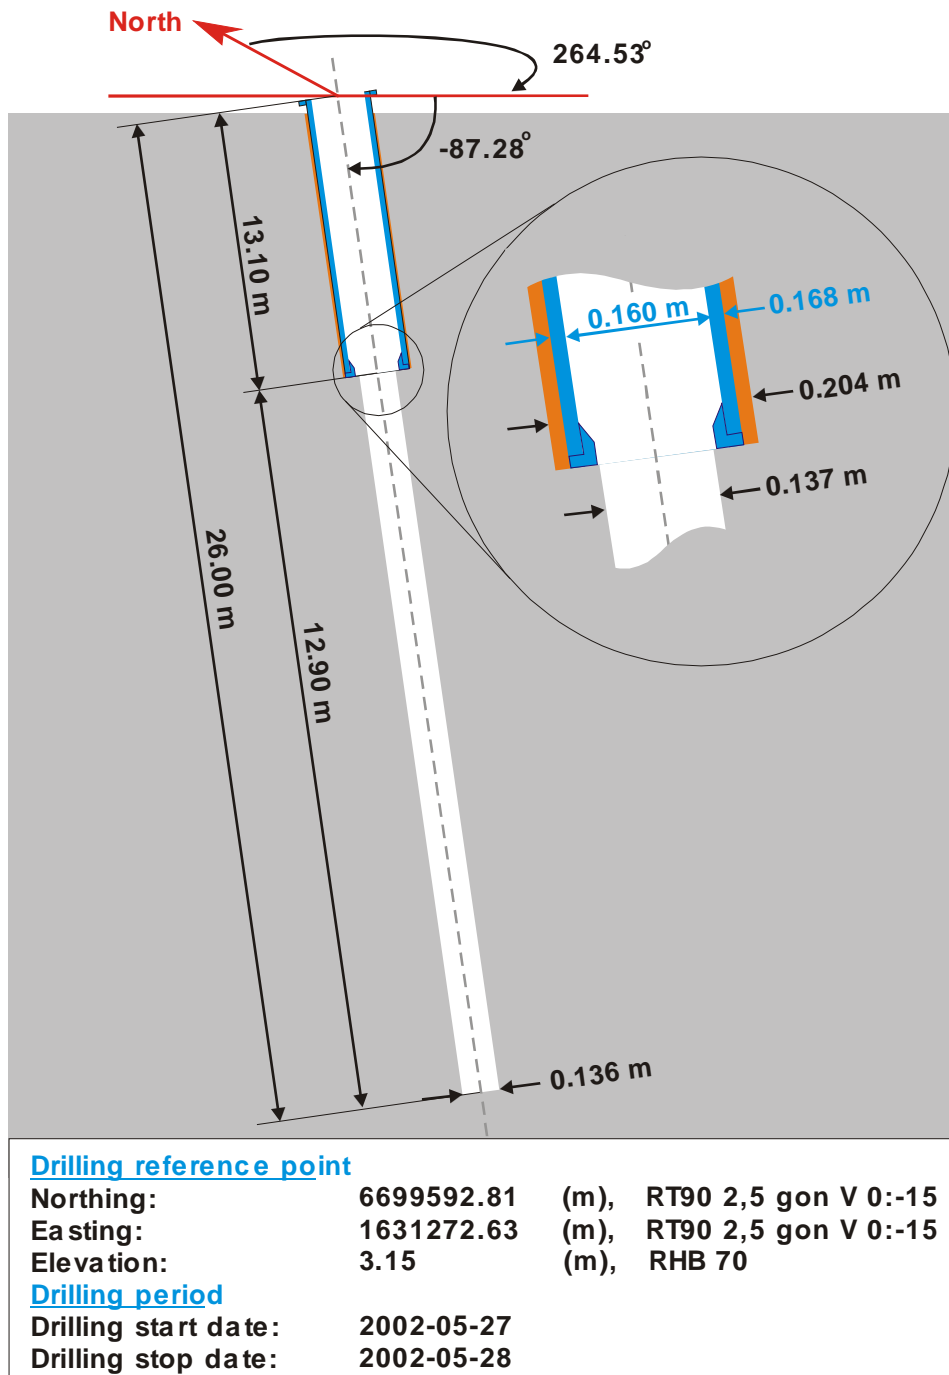 North
264.53°
-87.28°
13.10 m
0.160 m
0.168 m
0.204 m
0.137 m
26.00 m
12.90 m
0.136 m
Drilling reference point
Northing: 6699592.81 (m), RT90 2,5 gon V 0:-15
Easting: 1631272.63 (m), RT90 2,5 gon V 0:-15
Elevation: 3.15 (m), RHB 70
Drilling period
Drilling start date: 2002-05-27
Drilling stop date: 2002-05-28